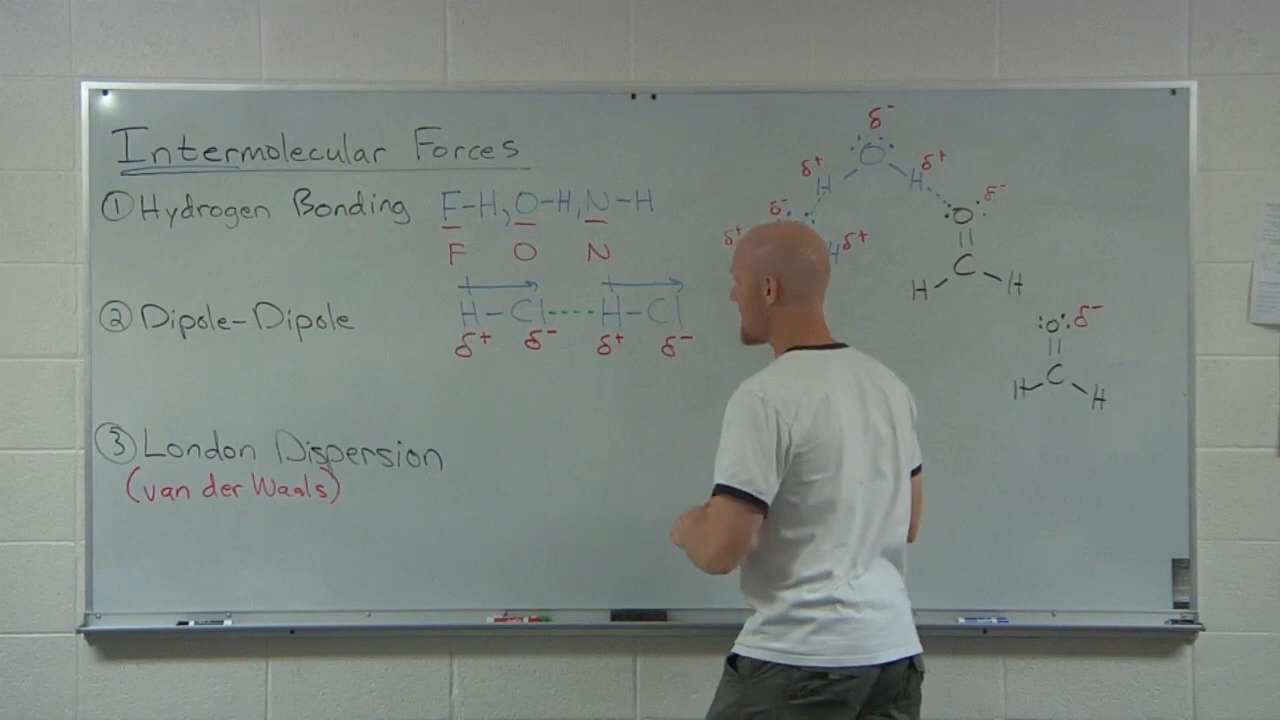 Intermolecular Forces
① Hydrogen Bonding F-H, O-H, N-H
F O N
② Dipole-Dipole H-Cl····H-Cl
δ+ δ- δ+ δ-
③ London Dispersion
(van der Waals)
δ-
O
δ+ H H δ+
δ- O δ-
δ+ H δ+
C
H H
O δ-
C
H H